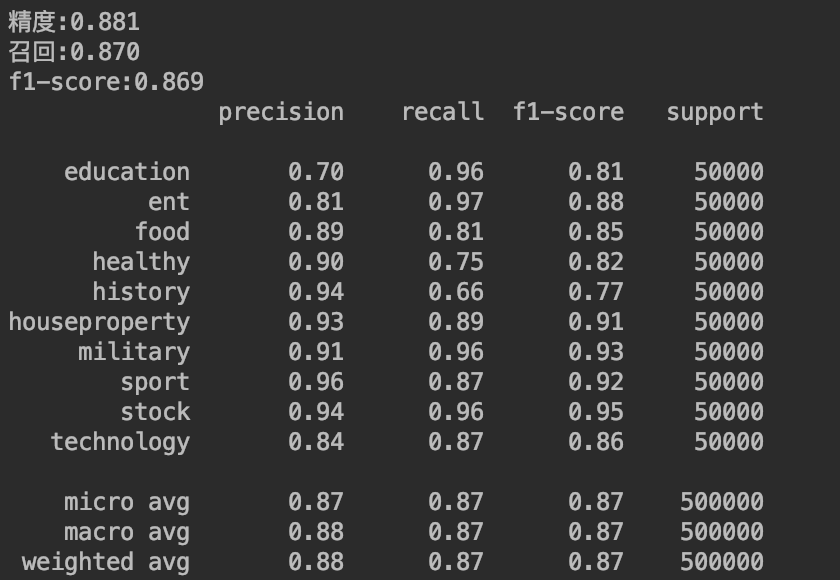 精度:0.881
召回:0.870
f1-score:0.869
precision recall f1-score support
education 0.70 0.96 0.81 50000
ent 0.81 0.97 0.88 50000
food 0.89 0.81 0.85 50000
healthy 0.90 0.75 0.82 50000
history 0.94 0.66 0.77 50000
houseproperty 0.93 0.89 0.91 50000
military 0.91 0.96 0.93 50000
sport 0.96 0.87 0.92 50000
stock 0.94 0.96 0.95 50000
technology 0.84 0.87 0.86 50000
micro avg 0.87 0.87 0.87 500000
macro avg 0.88 0.87 0.87 500000
weighted avg 0.88 0.87 0.87 500000